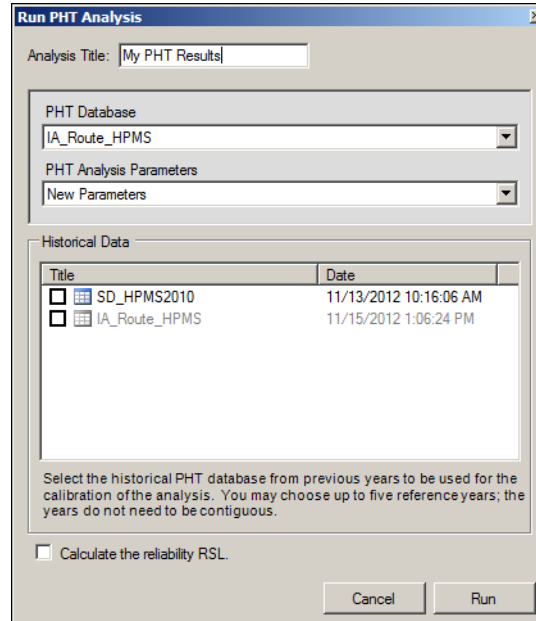 Run PHT Analysis
Analysis Title: My PHT Results
PHT Database
IA_Route_HPMS
PHT Analysis Parameters
New Parameters
Historical Data
Title Date
SD_HPMS2010 11/13/2012 10:16:06 AM
IA_Route_HPMS 11/15/2012 1:06:24 PM
Select the historical PHT database from previous years to be used for the
calibration of the analysis. You may choose up to five reference years; the
years do not need to be contiguous.
Calculate the reliability RSL.
Cancel Run